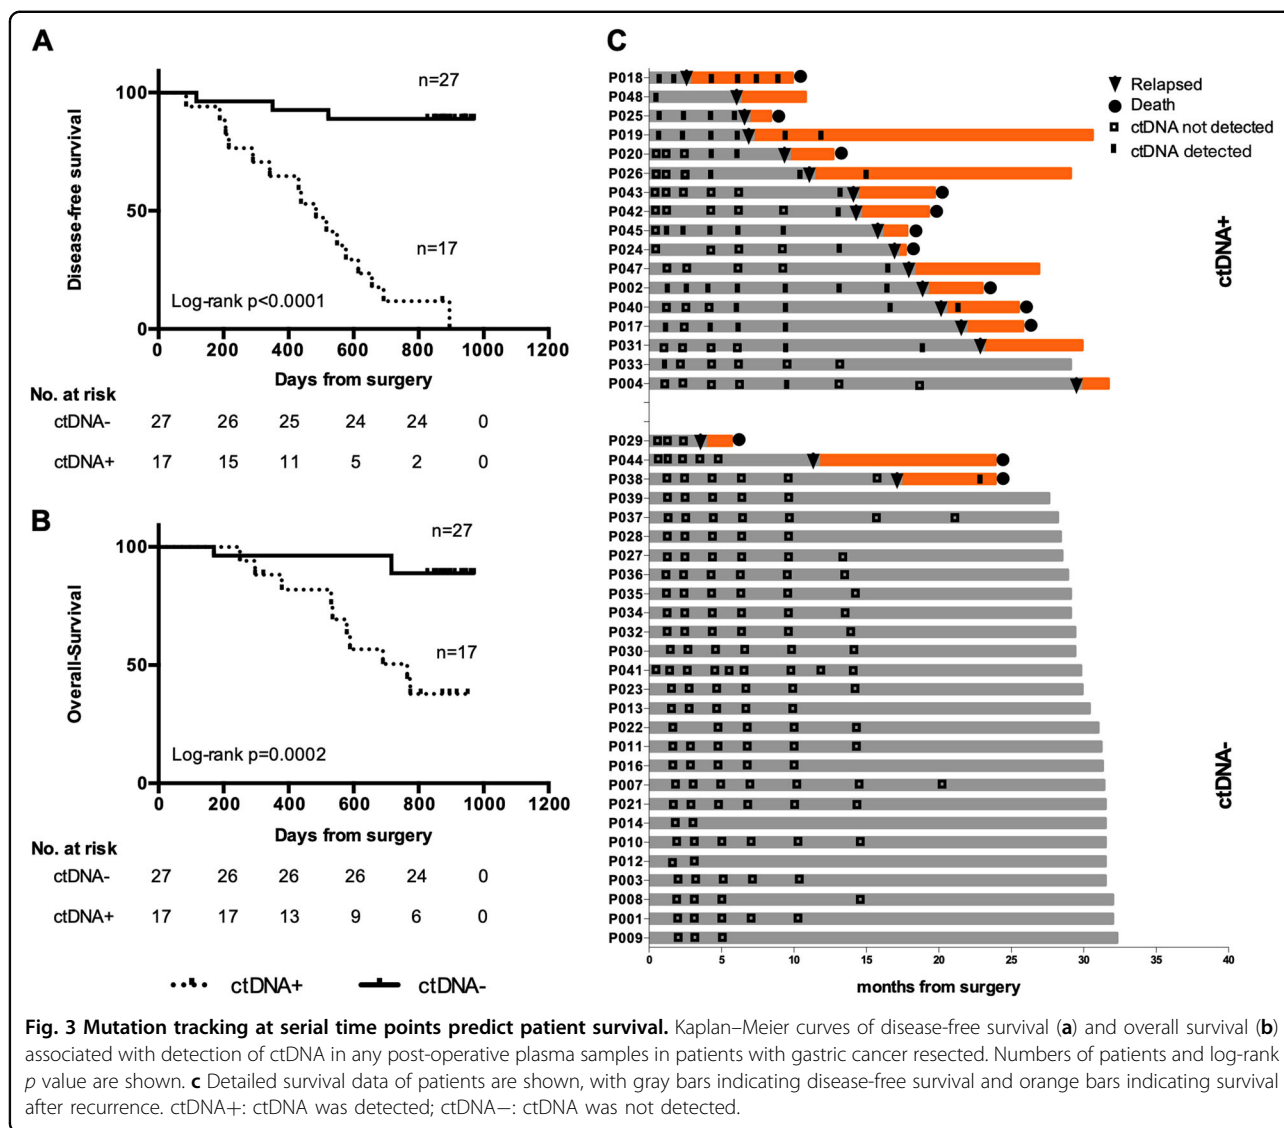 A
n=27
100
Disease-free survival
50
n=17
Log-rank p<0.0001
0
0 200 400 600 800 1000 1200
Days from surgery
No. at risk
ctDNA- 27 26 25 24 24 0
ctDNA+ 17 15 11 5 2 0
B
n=27
100
Overall-Survival
n=17
50
Log-rank p=0.0002
0
0 200 400 600 800 1000 1200
Days from surgery
No. at risk
ctDNA- 27 26 26 26 24 0
ctDNA+ 17 17 13 9 6 0
ctDNA+ ctDNA-
C
P018
P048
P025
P019
P020
P026
P043
P042
P045
P024
P047
P002
P040
P017
P031
P033
P004
P029
P044
P038
P039
P037
P028
P027
P036
P035
P034
P032
P030
P041
P023
P013
P022
P011
P016
P007
P021
P014
P010
P012
P003
P008
P001
P009
0 5 10 15 20 25 30 35 40
months from surgery
Relapsed
Death
ctDNA not detected
ctDNA detected
ctDNA+
ctDNA-
Fig. 3 Mutation tracking at serial time points predict patient survival. Kaplan–Meier curves of disease-free survival (a) and overall survival (b)
associated with detection of ctDNA in any post-operative plasma samples in patients with gastric cancer resected. Numbers of patients and log-rank
p value are shown. c Detailed survival data of patients are shown, with gray bars indicating disease-free survival and orange bars indicating survival
after recurrence. ctDNA+: ctDNA was detected; ctDNA−: ctDNA was not detected.